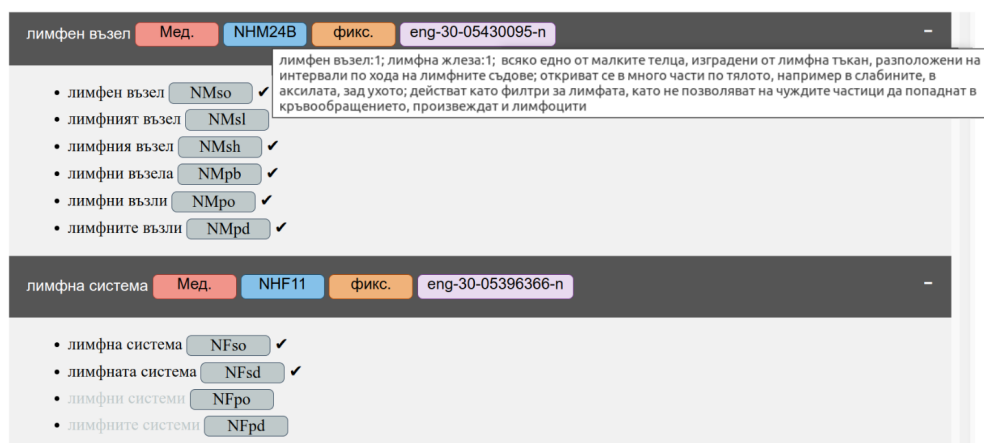 лимфен възел Мед. NHM24B фикс. eng-30-05430095-n −
лимфен възел:1; лимфна жлеза:1; всяко едно от малките телца, изградени от лимфна тъкан, разположени на
интервали по хода на лимфните съдове; откриват се в много части по тялото, например в слабините, в
аксилата, зад ухото; действат като филтри за лимфата, като не позволяват на чуждите частици да попаднат в
кръвообращението, произвеждат и лимфоцити
• лимфен възел NMso ✔
• лимфният възел NMsl
• лимфния възел NMsh ✔
• лимфни възела NMpb ✔
• лимфни възли NMpo ✔
• лимфните възли NMpd ✔
лимфна система Мед. NHF11 фикс. eng-30-05396366-n −
• лимфна система NFso ✔
• лимфната система NFsd ✔
• лимфни системи NFpo
• лимфните системи NFpd